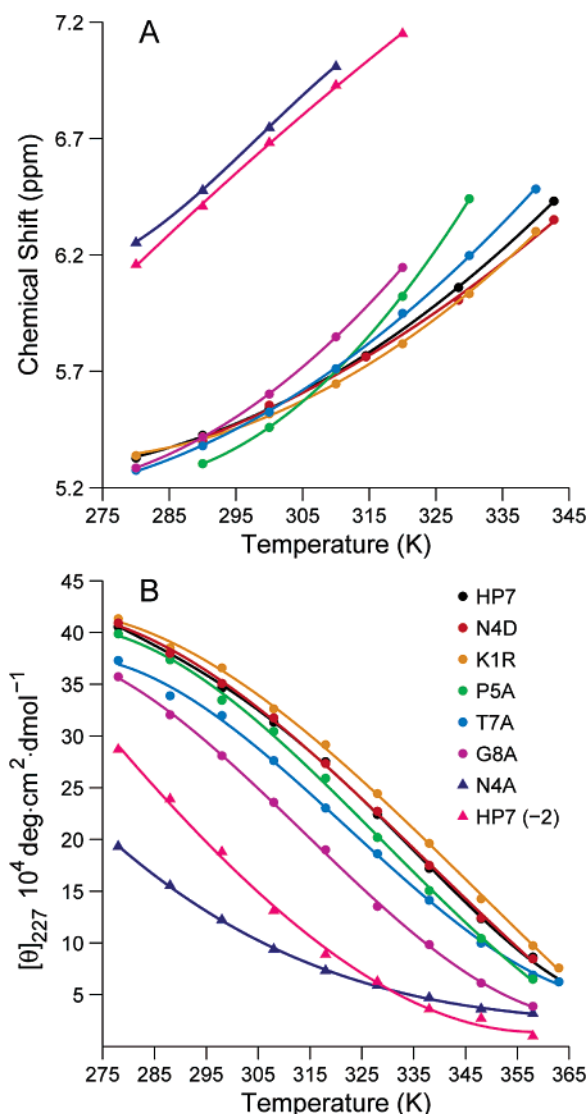 A
Chemical Shift (ppm)
7.2
6.7
6.2
5.7
5.2
275 285 295 305 315 325 335 345
Temperature (K)
B
[θ]227 10⁴ deg·cm²·dmol⁻¹
45
40
35
30
25
20
15
10
5
HP7
N4D
K1R
P5A
T7A
G8A
N4A
HP7 (−2)
275 285 295 305 315 325 335 345 355 365
Temperature (K)